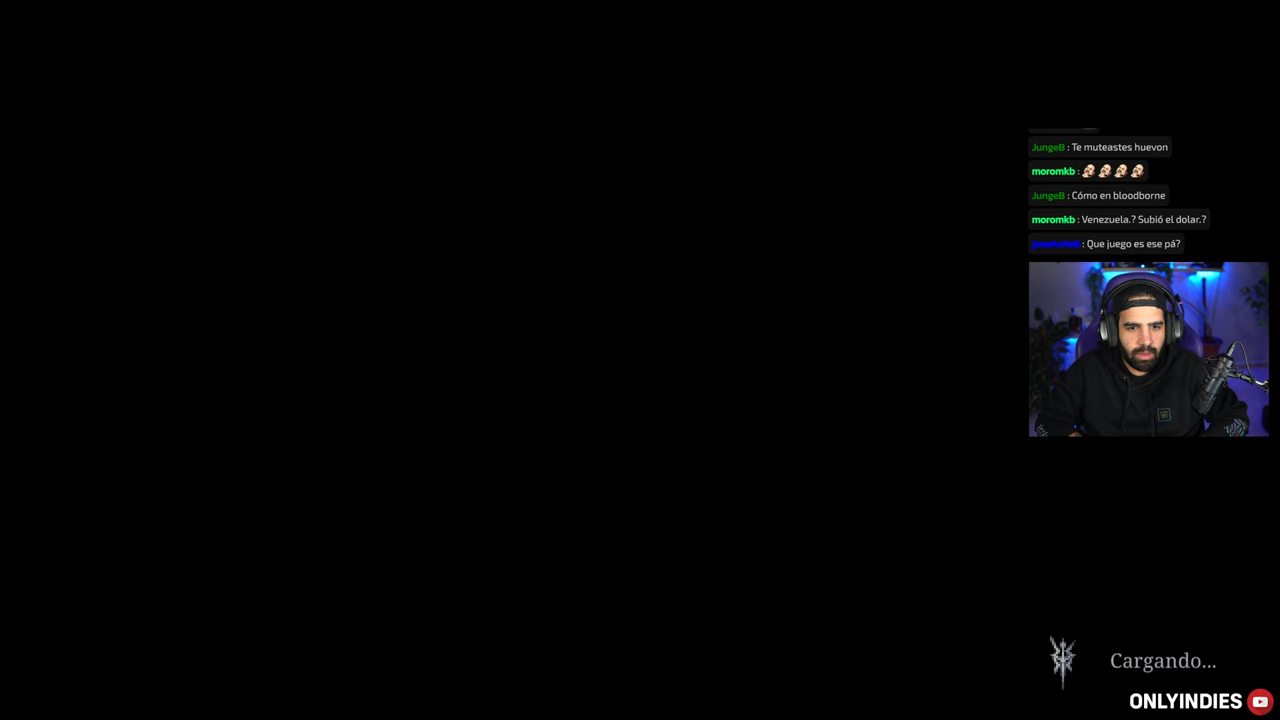 JungeB : Te muteastes huevon
moromkb :
JungeB : Cómo en bloodborne
moromkb : Venezuela.? Subió el dolar.?
: Que juego es ese pá?
Cargando...
ONLYINDIES